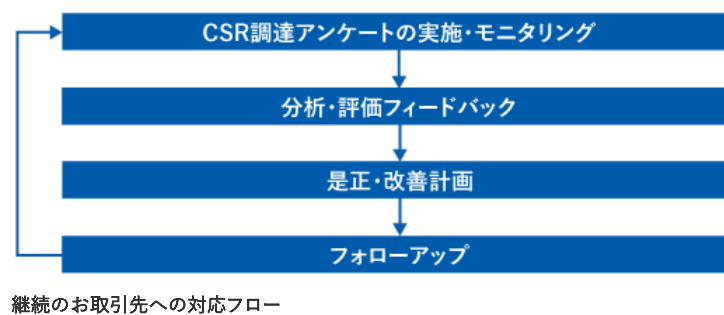 CSR調達アンケートの実施・モニタリング
分析・評価フィードバック
是正・改善計画
フォローアップ
継続のお取引先への対応フロー